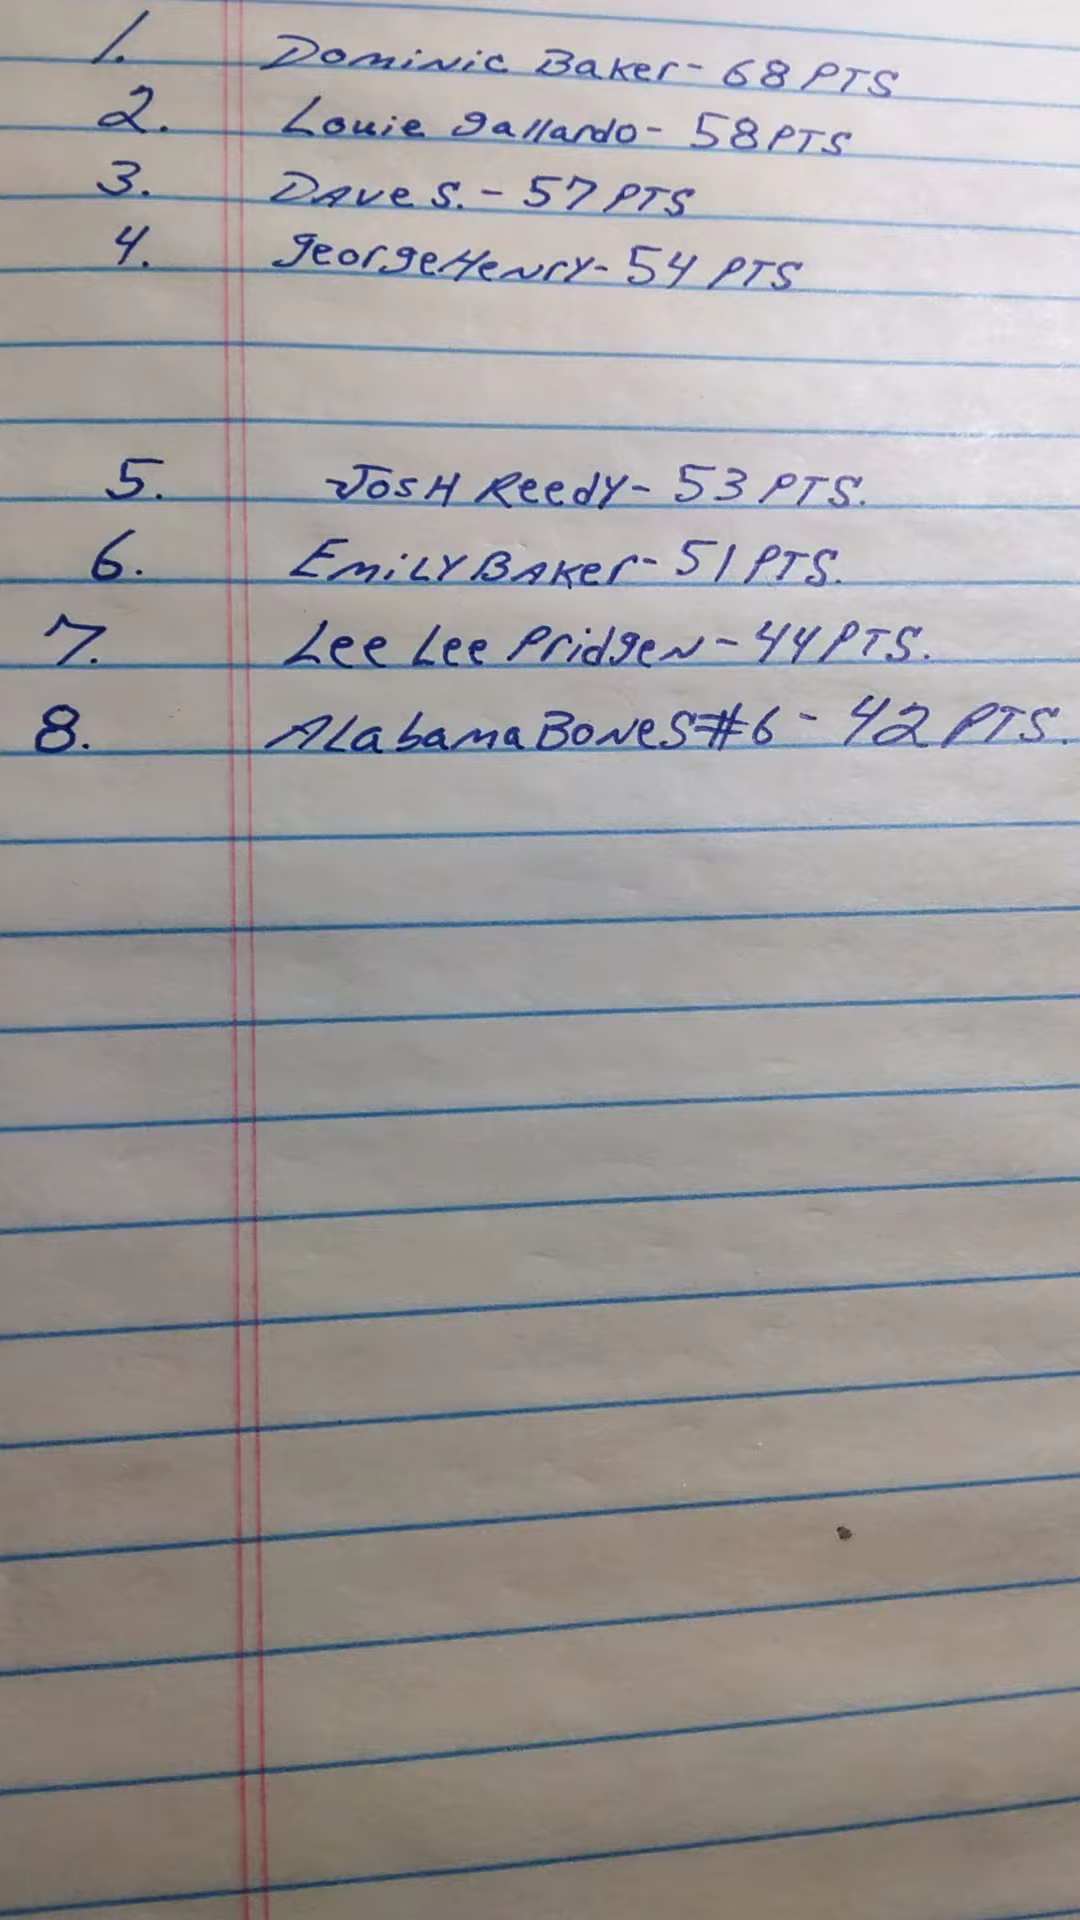 1. Dominic Baker - 68 PTS
2. Louie gallardo - 58 PTS
3. Dave S. - 57 PTS
4. george Henry - 54 PTS
5. Josh Reedy - 53 PTS.
6. Emily Baker - 51 PTS.
7. Lee Lee Pridgen - 44 PTS.
8. Alabama Bones #6 - 42 PTS.